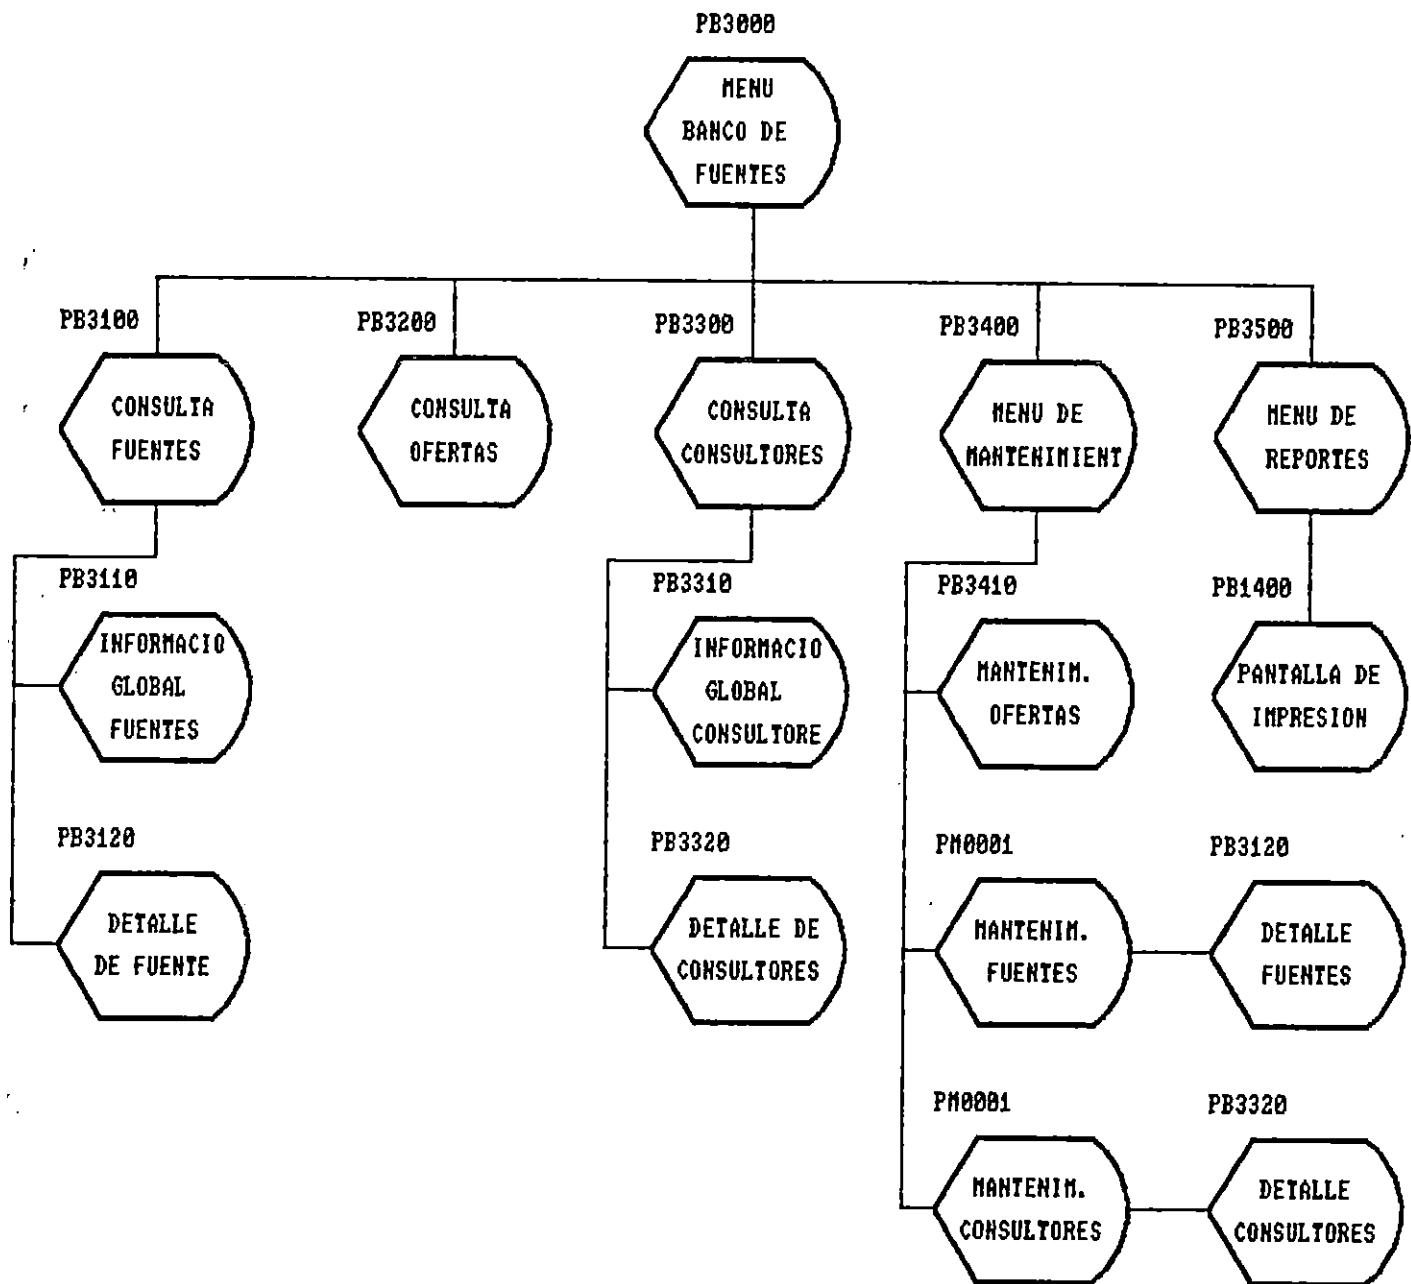 PB3000
MENU
BANCO DE
FUENTES
PB3100
PB3200
PB3300
PB3400
PB3500
CONSULTA
FUENTES
CONSULTA
OFERTAS
CONSULTA
CONSULTORES
MENU DE
MANTENIMIENT
MENU DE
REPORTES
PB3110
PB3310
PB3410
PB1400
INFORMACIO
GLOBAL
FUENTES
INFORMACIO
GLOBAL
CONSULTORE
MANTENIM.
OFERTAS
PANTALLA DE
IMPRESION
PB3120
PB3320
PM0001
PB3120
DETALLE
DE FUENTE
DETALLE DE
CONSULTORES
MANTENIM.
FUENTES
DETALLE
FUENTES
PM0001
PB3320
MANTENIM.
CONSULTORES
DETALLE
CONSULTORES